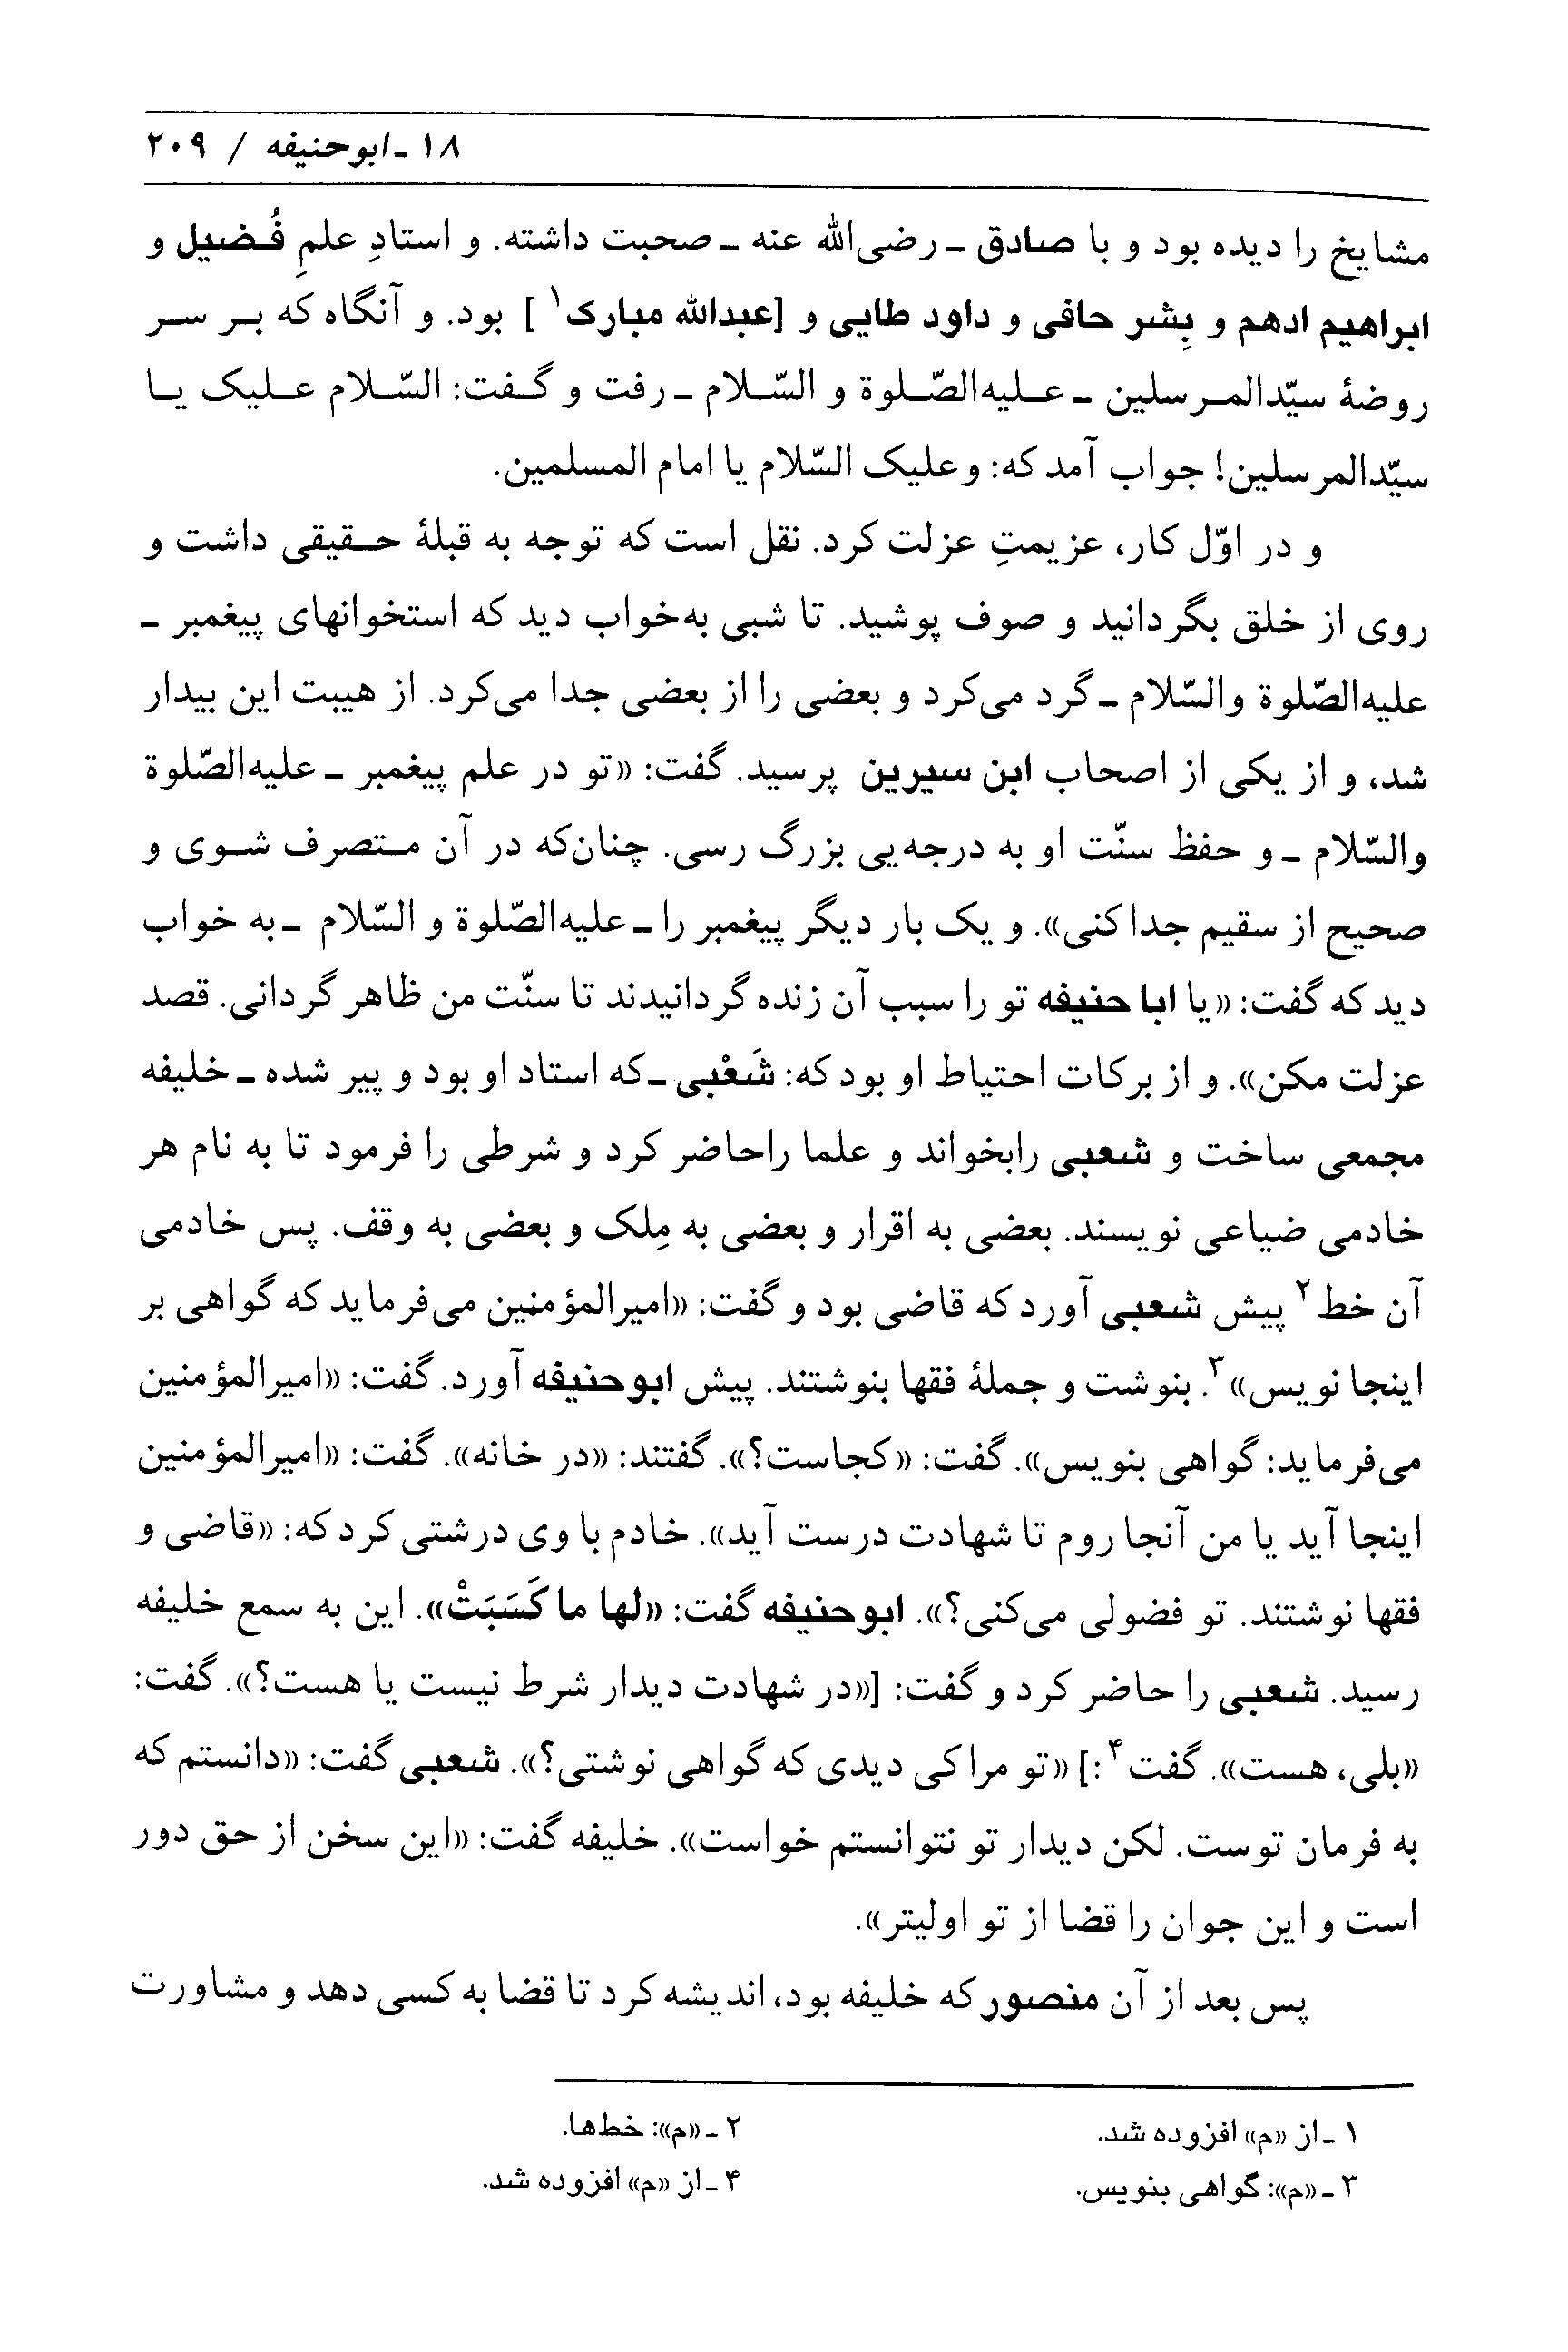 ۱۸ ـ ابوحنیفه / ۲۰۹
مشایخ را دیده بود و با صادق ـ رضی‌الله عنه ـ صحبت داشته. و استادِ علمِ فُضیل و
ابراهیم ادهم و بِشر حافی و داود طایی و [عبدالله مبارک۱ ] بود. و آنگاه که بر سر
روضهٔ سیّدالمرسلین ـ علیه‌الصّلوة و السّلام ـ رفت و گفت: السّلام علیک یا
سیّدالمرسلین! جواب آمد که: و علیک السّلام یا امام المسلمین.
و در اوّل کار، عزیمتِ عزلت کرد. نقل است که توجه به قبلهٔ حقیقی داشت و
روی از خلق بگردانید و صوف پوشید. تا شبی به‌خواب دید که استخوانهای پیغمبر ـ
علیه‌الصّلوة والسّلام ـ گرد می‌کرد و بعضی را از بعضی جدا می‌کرد. از هیبت این بیدار
شد، و از یکی از اصحاب ابن سیرین پرسید. گفت: «تو در علم پیغمبر ـ علیه‌الصّلوة
والسّلام ـ و حفظ سنّت او به درجه‌یی بزرگ رسی. چنان‌که در آن متصرف شوی و
صحیح از سقیم جدا کنی». و یک بار دیگر پیغمبر را ـ علیه‌الصّلوة و السّلام ـ به خواب
دید که گفت: «یا ابا حنیفه تو را سبب آن زنده گردانیدند تا سنّت من ظاهر گردانی. قصد
عزلت مکن». و از برکات احتیاط او بود که: شَعْبی ـ که استاد او بود و پیر شده ـ خلیفه
مجمعی ساخت و شعبی رابخواند و علما راحاضر کرد و شرطی را فرمود تا به نام هر
خادمی ضیاعی نویسند. بعضی به اقرار و بعضی به مِلک و بعضی به وقف. پس خادمی
آن خط۲ پیش شعبی آورد که قاضی بود و گفت: «امیرالمؤمنین می‌فرماید که گواهی بر
اینجا نویس»۳. بنوشت و جملهٔ فقها بنوشتند. پیش ابوحنیفه آورد. گفت: «امیرالمؤمنین
می‌فرماید: گواهی بنویس». گفت: «کجاست؟». گفتند: «در خانه». گفت: «امیرالمؤمنین
اینجا آید یا من آنجا روم تا شهادت درست آید». خادم با وی درشتی کرد که: «قاضی و
فقها نوشتند. تو فضولی می‌کنی؟». ابوحنیفه گفت: «لها ما کَسَبَتْ». این به سمع خلیفه
رسید. شعبی را حاضر کرد و گفت: [«در شهادت دیدار شرط نیست یا هست؟». گفت:
«بلی، هست». گفت۴ :] «تو مرا کی دیدی که گواهی نوشتی؟». شعبی گفت: «دانستم که
به فرمان توست. لکن دیدار تو نتوانستم خواست». خلیفه گفت: «این سخن از حق دور
است و این جوان را قضا از تو اولیتر».
پس بعد از آن منصور که خلیفه بود، اندیشه کرد تا قضا به کسی دهد و مشاورت
۱ ـ از «م» افزوده شد.
۲ ـ «م»: خط‌ها.
۳ ـ «م»: گواهی بنویس.
۴ ـ از «م» افزوده شد.